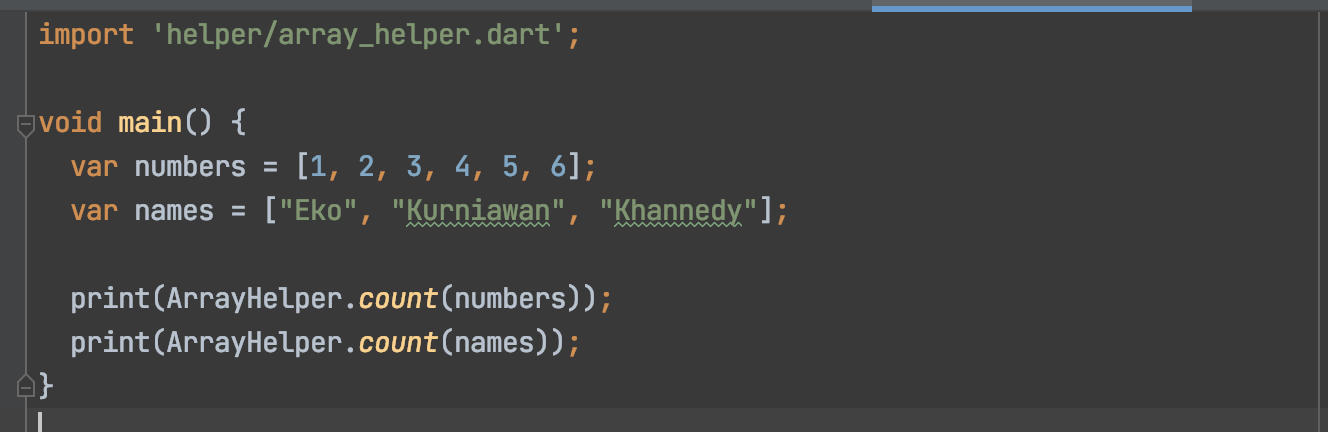 import 'helper/array_helper.dart';
void main() {
  var numbers = [1, 2, 3, 4, 5, 6];
  var names = ["Eko", "Kurniawan", "Khannedy"];
  print(ArrayHelper.count(numbers));
  print(ArrayHelper.count(names));
}